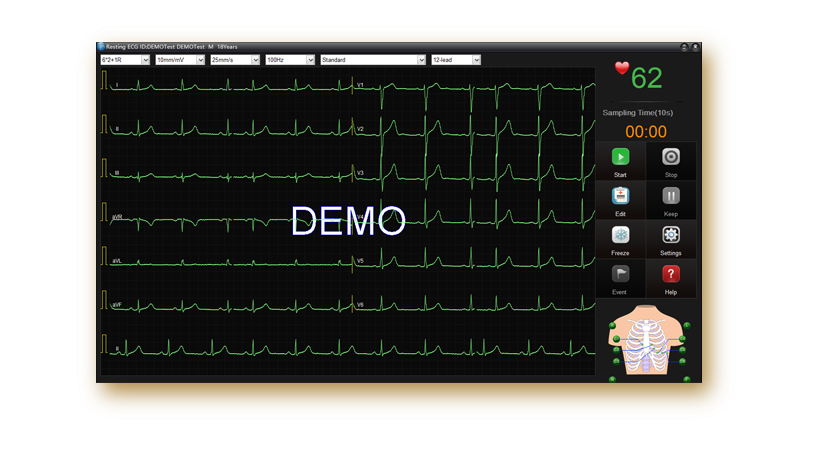 Resting ECG ID:DEMOTest DEMOTest M 18Years
6*2+1R 10mm/mV 25mm/s 100Hz Standard 12-lead
62
Sampling Time(10s)
00:00
Start Stop
Edit Keep
Freeze Settings
Event Help
I V1
II V2
III V3
aVR V4
DEMO
aVL V5
aVF V6
II